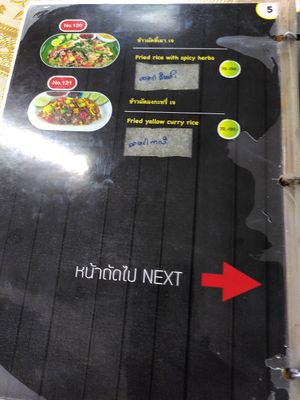 5
No.120
ข้าวผัดขี้เมา เจ
Fried rice with spicy herbs
No.121
ข้าวผัดผงกะหรี่ เจ
Fried yellow curry rice
หน้าถัดไป NEXT